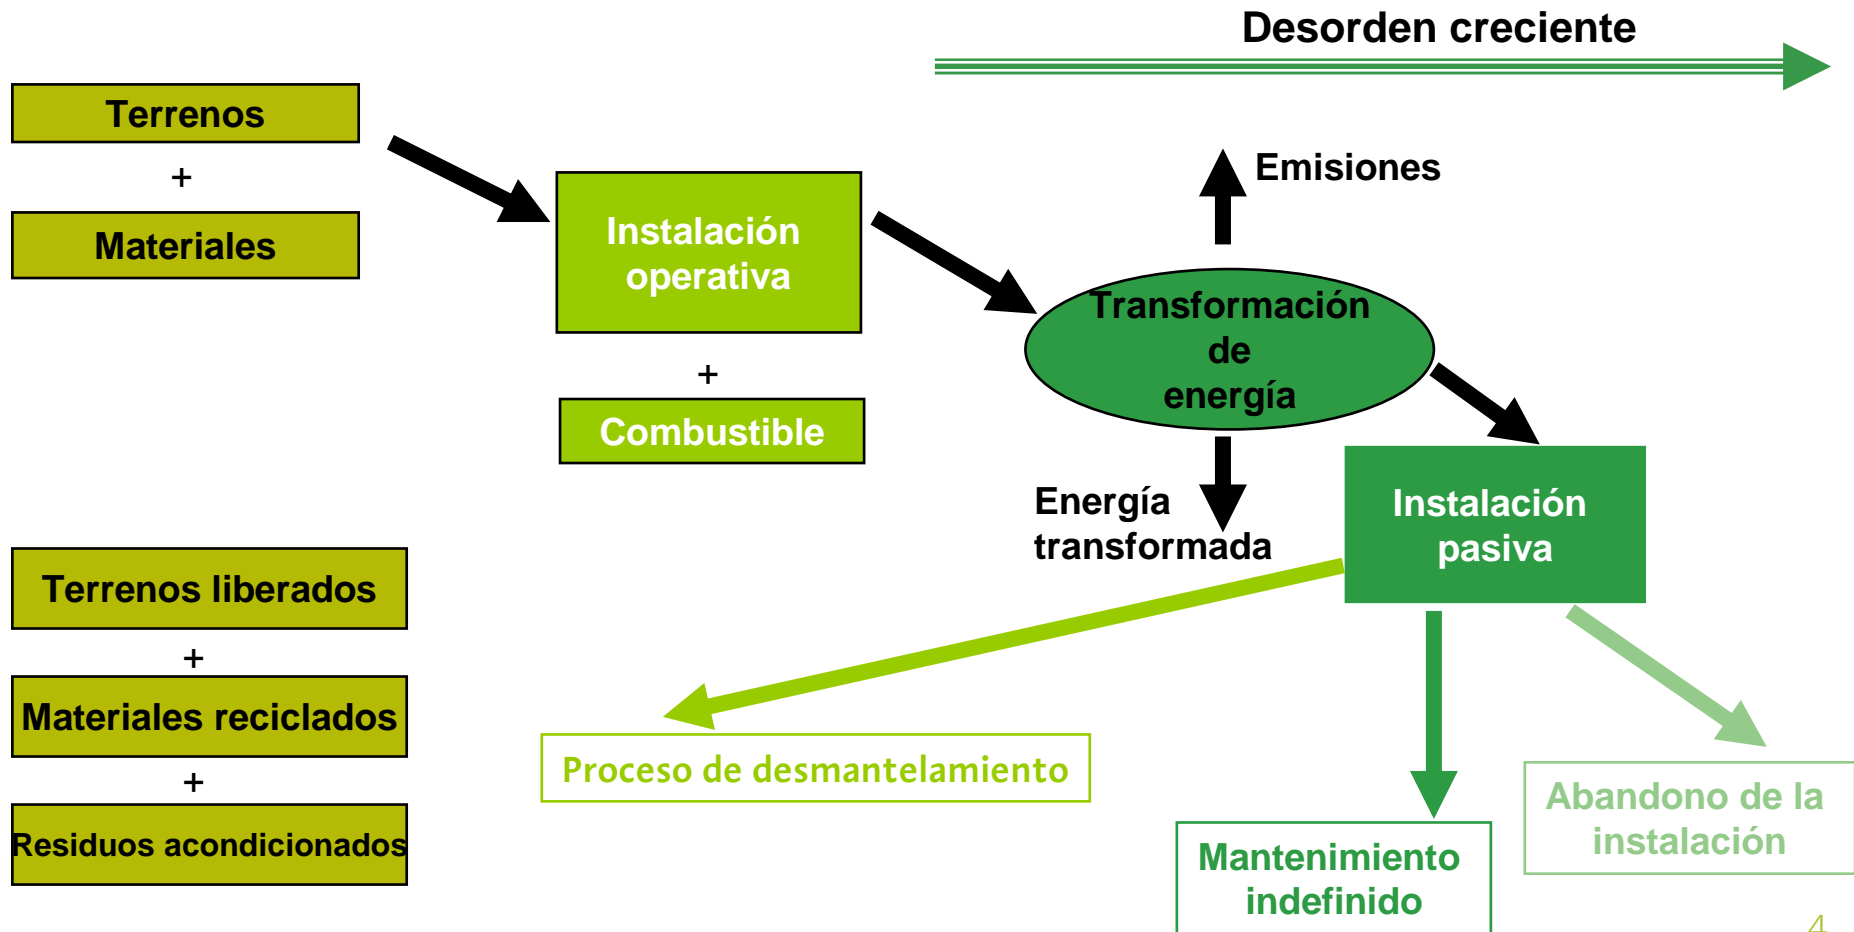 Desorden creciente
Terrenos
+
Materiales
Instalación
operativa
+
Combustible
Emisiones
Transformación
de
energía
Energía
transformada
Instalación
pasiva
Terrenos liberados
+
Materiales reciclados
+
Residuos acondicionados
Proceso de desmantelamiento
Mantenimiento
indefinido
Abandono de la
instalación
4